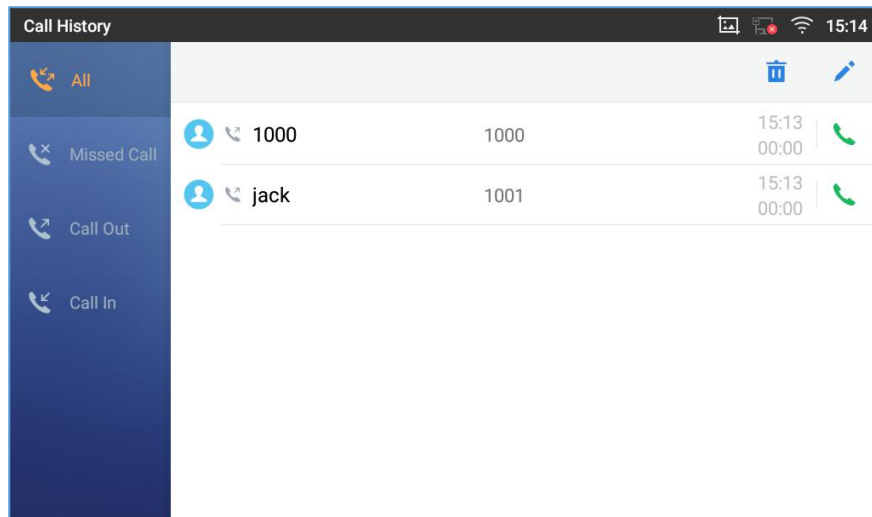 Call History 15:14
All
Missed Call
Call Out
Call In
1000 1000 15:13
00:00
jack 1001 15:13
00:00